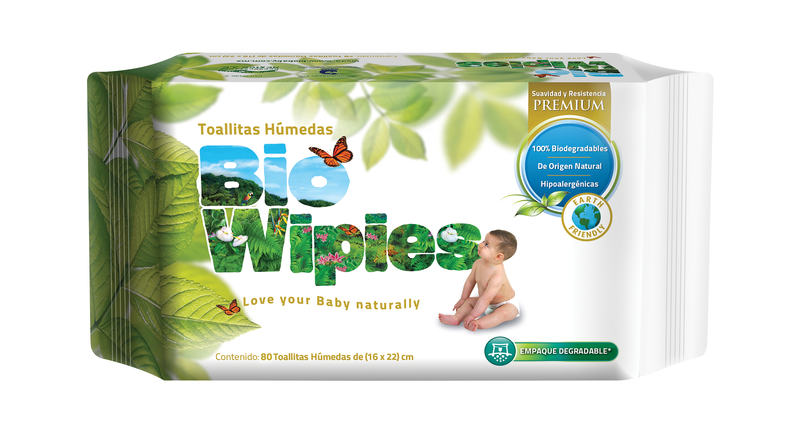 Suavidad y Resistencia
PREMIUM
Toallitas Húmedas
100% Biodegradables
De Origen Natural
Hipoalergénicas
Bio
Wipies
EARTH
FRIENDLY
Love your Baby naturally
EMPAQUE DEGRADABLE*
Contenido: 80 Toallitas Húmedas de (16 x 22) cm